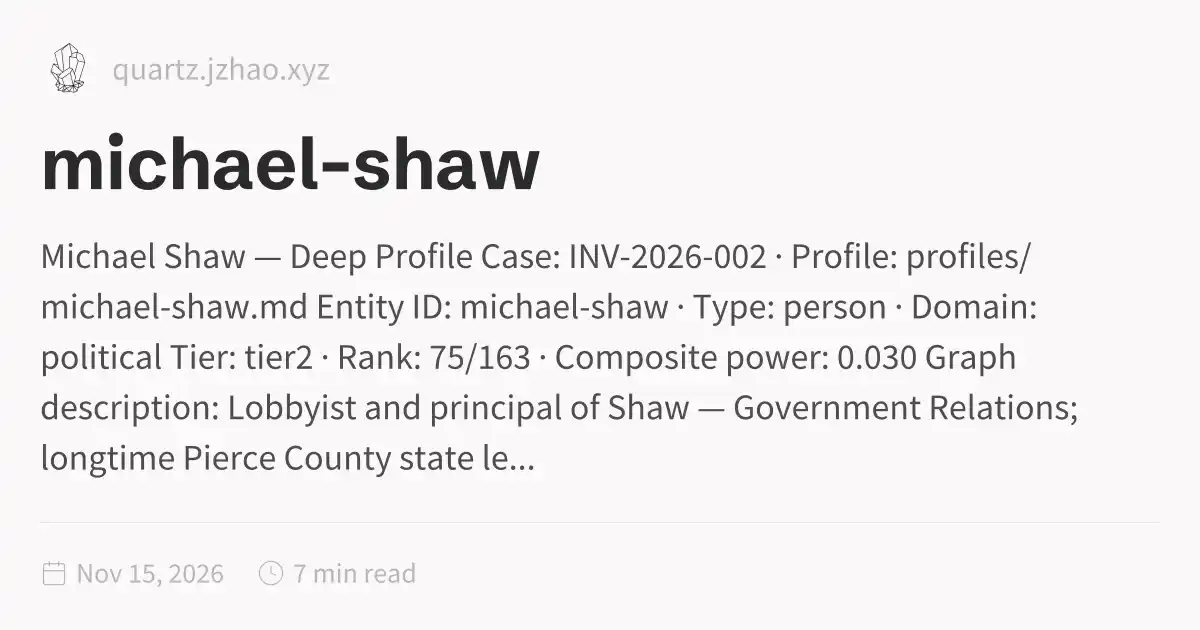 quartz.jzhao.xyz
michael-shaw
Michael Shaw — Deep Profile Case: INV-2026-002 · Profile: profiles/
michael-shaw.md Entity ID: michael-shaw · Type: person · Domain:
political Tier: tier2 · Rank: 75/163 · Composite power: 0.030 Graph
description: Lobbyist and principal of Shaw — Government Relations;
longtime Pierce County state le...
Nov 15, 2026 7 min read